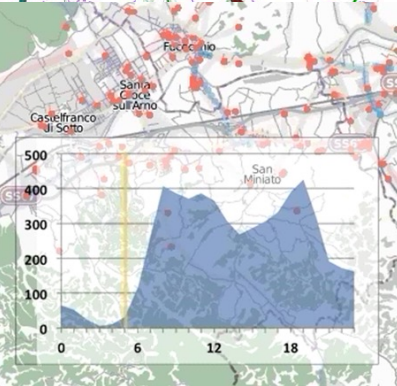 Fucecchio
Santa
Croce
sull'Arno
Castelfranco
di Sotto
SS6
500
San
Miniato
400
300
200
100
0
0 6 12 18